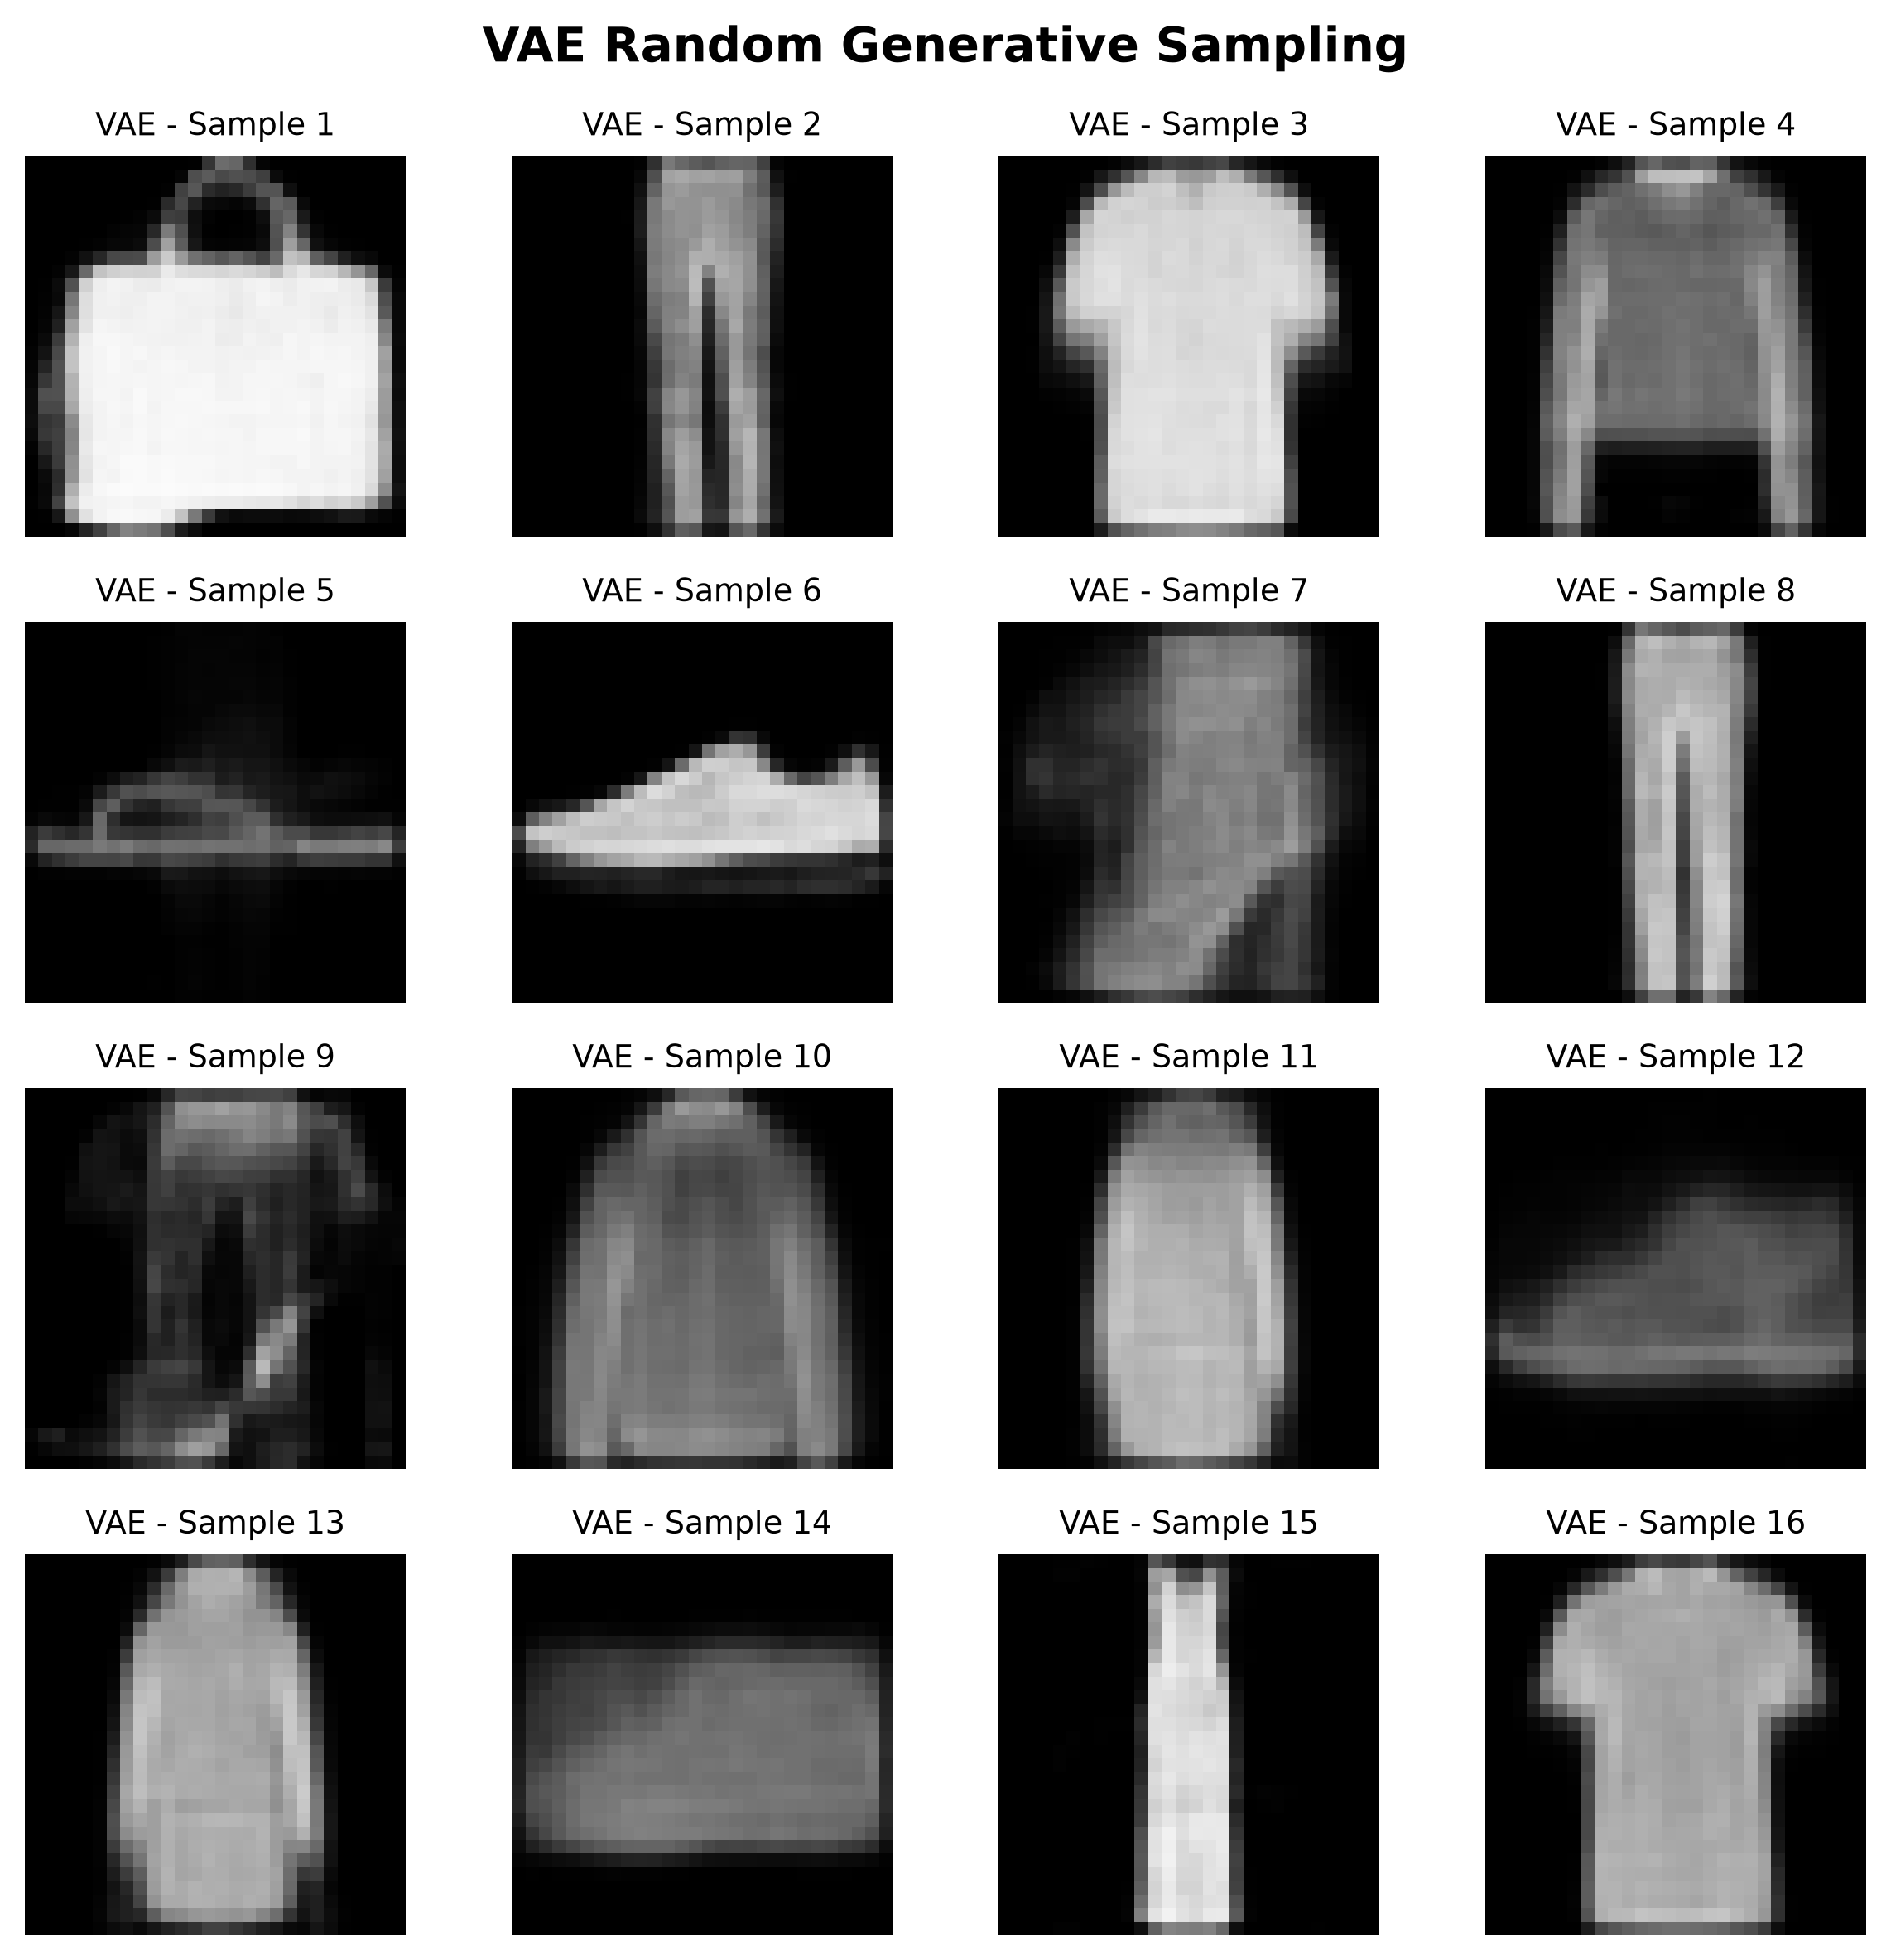 VAE Random Generative Sampling
VAE - Sample 1
VAE - Sample 2
VAE - Sample 3
VAE - Sample 4
VAE - Sample 5
VAE - Sample 6
VAE - Sample 7
VAE - Sample 8
VAE - Sample 9
VAE - Sample 10
VAE - Sample 11
VAE - Sample 12
VAE - Sample 13
VAE - Sample 14
VAE - Sample 15
VAE - Sample 16